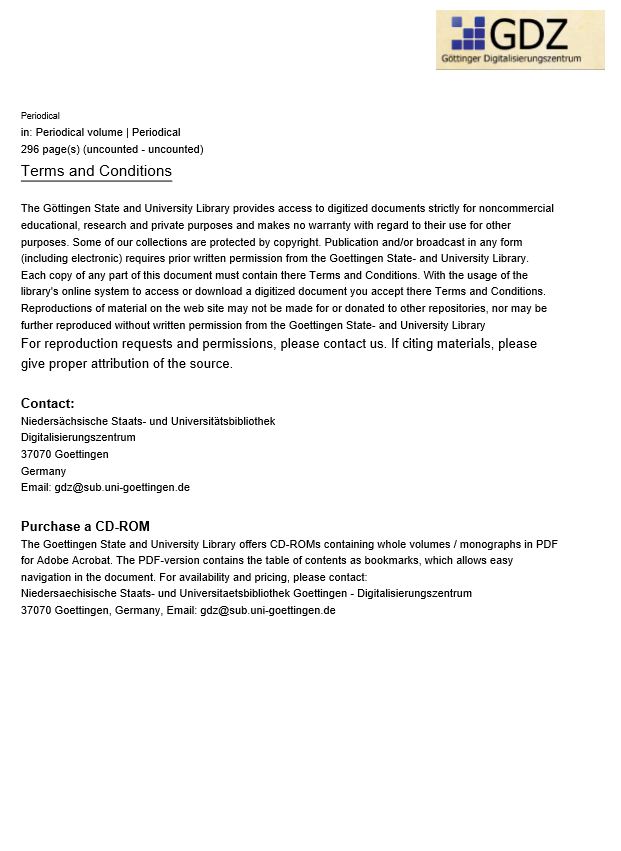 GDZ
Göttinger Digitalisierungszentrum
Periodical
in: Periodical volume | Periodical
296 page(s) (uncounted - uncounted)
Terms and Conditions
The Göttingen State and University Library provides access to digitized documents strictly for noncommercial
educational, research and private purposes and makes no warranty with regard to their use for other
purposes. Some of our collections are protected by copyright. Publication and/or broadcast in any form
(including electronic) requires prior written permission from the Goettingen State- and University Library.
Each copy of any part of this document must contain there Terms and Conditions. With the usage of the
library's online system to access or download a digitized document you accept there Terms and Conditions.
Reproductions of material on the web site may not be made for or donated to other repositories, nor may be
further reproduced without written permission from the Goettingen State- and University Library
For reproduction requests and permissions, please contact us. If citing materials, please
give proper attribution of the source.
Contact:
Niedersächsische Staats- und Universitätsbibliothek
Digitalisierungszentrum
37070 Goettingen
Germany
Email: gdz@sub.uni-goettingen.de
Purchase a CD-ROM
The Goettingen State and University Library offers CD-ROMs containing whole volumes / monographs in PDF
for Adobe Acrobat. The PDF-version contains the table of contents as bookmarks, which allows easy
navigation in the document. For availability and pricing, please contact:
Niedersaechisische Staats- und Universitaetsbibliothek Goettingen - Digitalisierungszentrum
37070 Goettingen, Germany, Email: gdz@sub.uni-goettingen.de